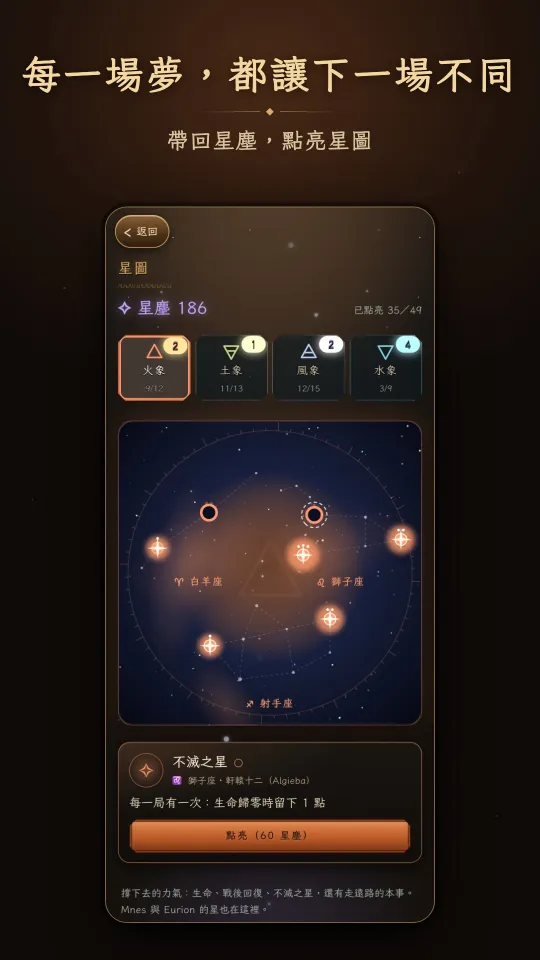 每一場夢，都讓下一場不同
帶回星塵，點亮星圖
返回
星圖
星塵 186
已點亮 35／49
2
1
2
4
火象
土象
風象
水象
9/12
11/13
12/15
3/9
♈ 白羊座
♌ 獅子座
♐ 射手座
不滅之星
獅子座・軒轅十二（Algieba）
每一局有一次：生命歸零時留下 1 點
點亮（60 星塵）
撐下去的力氣：生命、戰後回復、不滅之星，還有走遠路的本事。
Mnes 與 Eurion 的星也在這裡。